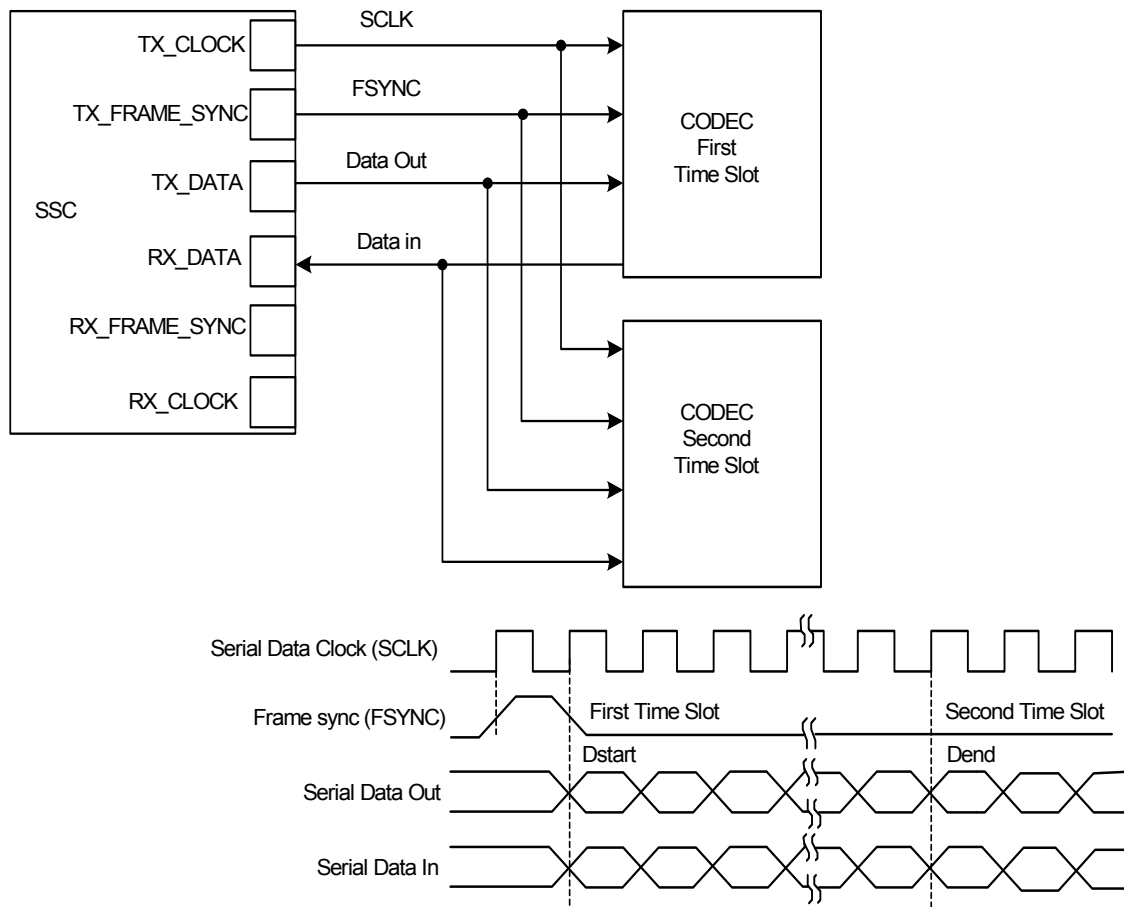 SCLK
TX_CLOCK
FSYNC
TX_FRAME_SYNC
CODEC
First
Time Slot
Data Out
TX_DATA
SSC
Data in
RX_DATA
RX_FRAME_SYNC
RX_CLOCK
CODEC
Second
Time Slot
Serial Data Clock (SCLK)
Frame sync (FSYNC)
First Time Slot
Second Time Slot
Dstart
Dend
Serial Data Out
Serial Data In